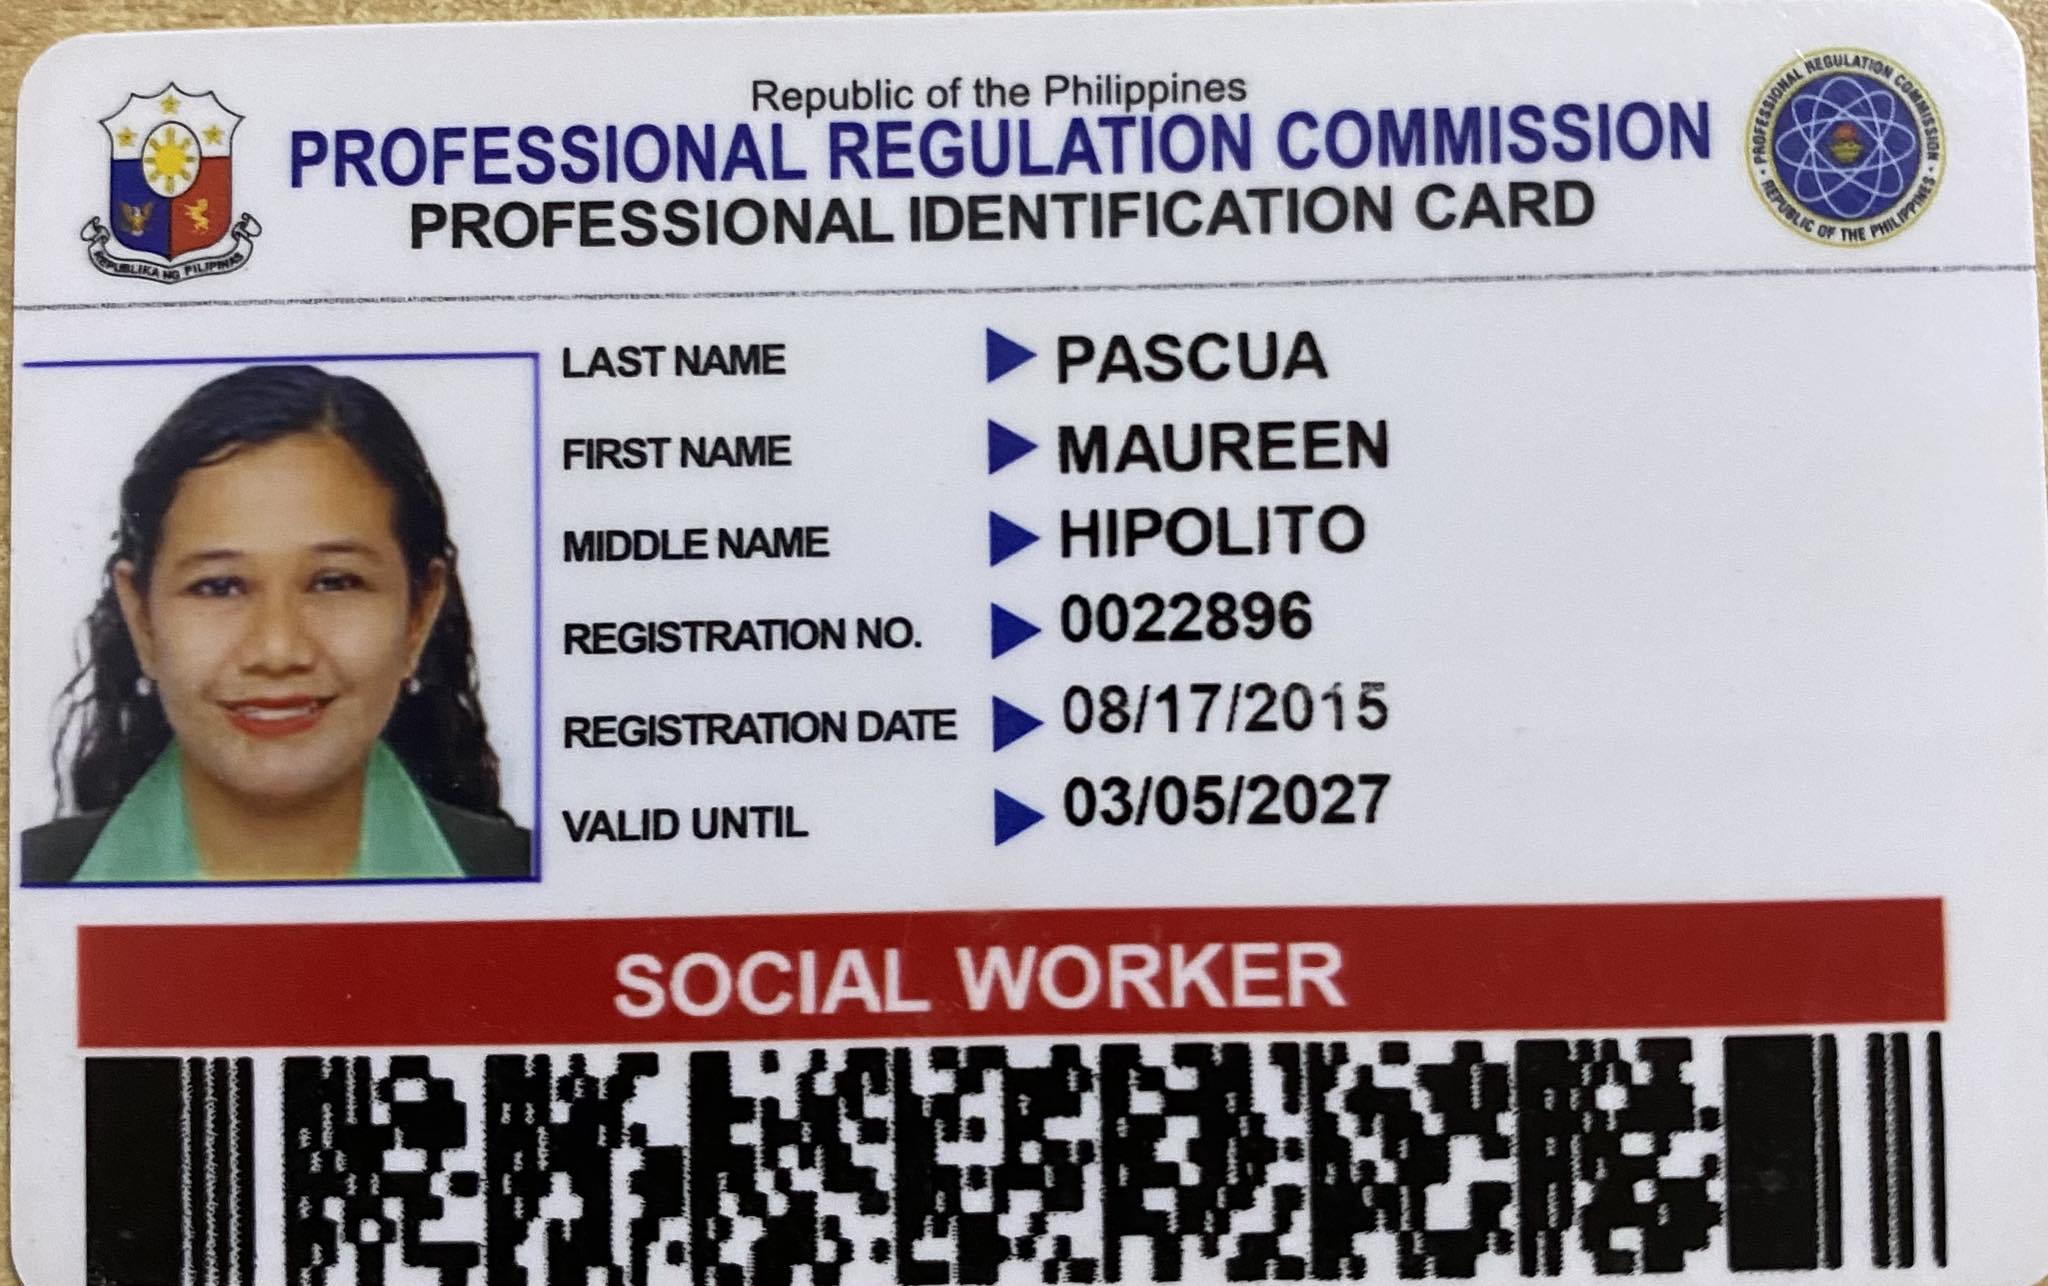 Republic of the Philippines
PROFESSIONAL REGULATION COMMISSION
PROFESSIONAL IDENTIFICATION CARD
REPUBLIKA NG PILIPINAS
PROFESSIONAL REGULATION COMMISSION
REPUBLIC OF THE PHILIPPINES
LAST NAME PASCUA
FIRST NAME MAUREEN
MIDDLE NAME HIPOLITO
REGISTRATION NO. 0022896
REGISTRATION DATE 08/17/2015
VALID UNTIL 03/05/2027
SOCIAL WORKER